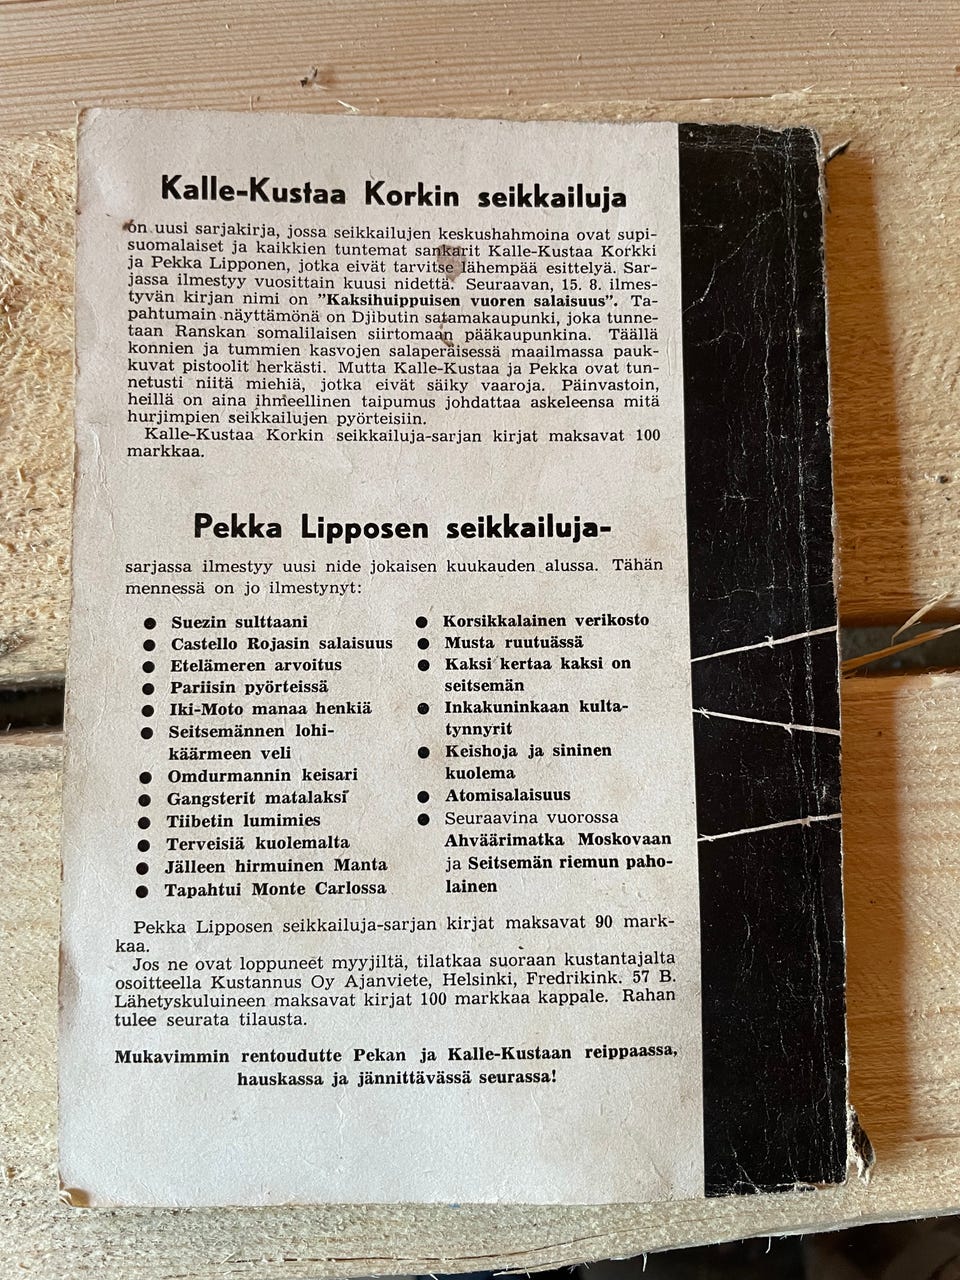 Kalle-Kustaa Korkin seikkailuja
on uusi sarjakirja, jossa seikkailujen keskushahmoina ovat supi-
suomalaiset ja kaikkien tuntemat sankarit Kalle-Kustaa Korkki
ja Pekka Lipponen, jotka eivät tarvitse lähempää esittelyä. Sar-
jassa ilmestyy vuosittain kuusi nidettä. Seuraavan, 15. 8. ilmes-
tyvän kirjan nimi on "Kaksihuippuisen vuoren salaisuus". Ta-
pahtumain näyttämönä on Djibutin satamakaupunki, joka tunne-
taan Ranskan somalilaisen siirtomaan pääkaupunkina. Täällä
konnien ja tummien kasvojen salaperäisessä maailmassa pauk-
kuvat pistoolit herkästi. Mutta Kalle-Kustaa ja Pekka ovat tun-
netusti niitä miehiä, jotka eivät säiky vaaroja. Päinvastoin,
heillä on aina ihmeellinen taipumus johdattaa askeleensa mitä
hurjimpien seikkailujen pyörteisiin.
Kalle-Kustaa Korkin seikkailuja-sarjan kirjat maksavat 100
markkaa.
Pekka Lipposen seikkailuja-
sarjassa ilmestyy uusi nide jokaisen kuukauden alussa. Tähän
mennessä on jo ilmestynyt:
● Suezin sulttaani
● Castello Rojasin salaisuus
● Etelämeren arvoitus
● Pariisin pyörteissä
● Iki-Moto manaa henkiä
● Seitsemännen lohi-
käärmeen veli
● Omdurmannin keisari
● Gangsterit matalaksi
● Tiibetin lumimies
● Terveisiä kuolemalta
● Jälleen hirmuinen Manta
● Tapahtui Monte Carlossa
● Korsikkalainen verikosto
● Musta ruutuässä
● Kaksi kertaa kaksi on
seitsemän
● Inkakuninkaan kulta-
tynnyrit
● Keishoja ja sininen
kuolema
● Atomisalaisuus
● Seuraavina vuorossa
Ahväärimatka Moskovaan
ja Seitsemän riemun paho-
lainen
Pekka Lipposen seikkailuja-sarjan kirjat maksavat 90 mark-
kaa.
Jos ne ovat loppuneet myyjiltä, tilatkaa suoraan kustantajalta
osoitteella Kustannus Oy Ajanviete, Helsinki, Fredrikink. 57 B.
Lähetyskuluineen maksavat kirjat 100 markkaa kappale. Rahan
tulee seurata tilausta.
Mukavimmin rentoudutte Pekan ja Kalle-Kustaan reippaassa,
hauskassa ja jännittävässä seurassa!